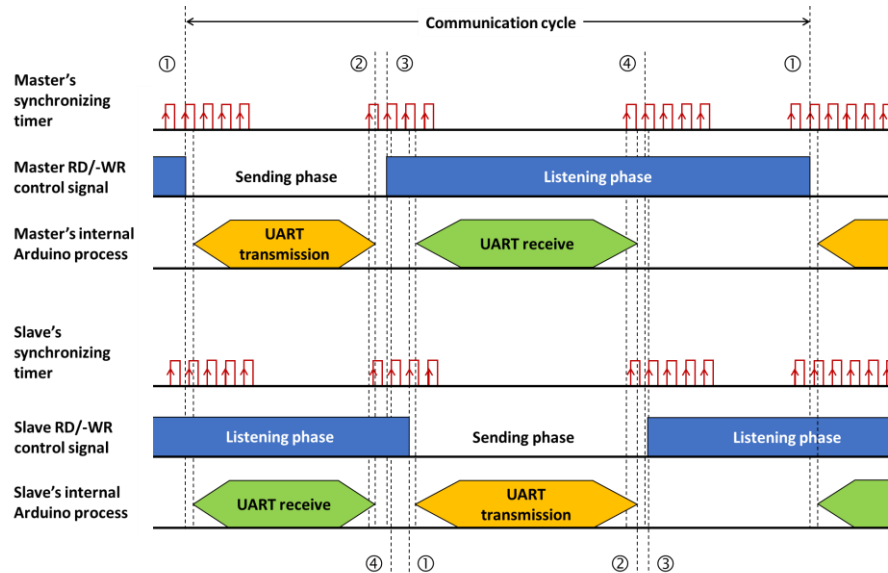 Communication cycle
① ② ③ ④ ①
Master's
synchronizing
timer
Master RD/-WR
control signal
Sending phase
Listening phase
Master's internal
Arduino process
UART
transmission
UART receive
Slave's
synchronizing
timer
Slave RD/-WR
control signal
Listening phase
Sending phase
Listening phase
Slave's internal
Arduino process
UART receive
UART
transmission
④ ① ② ③